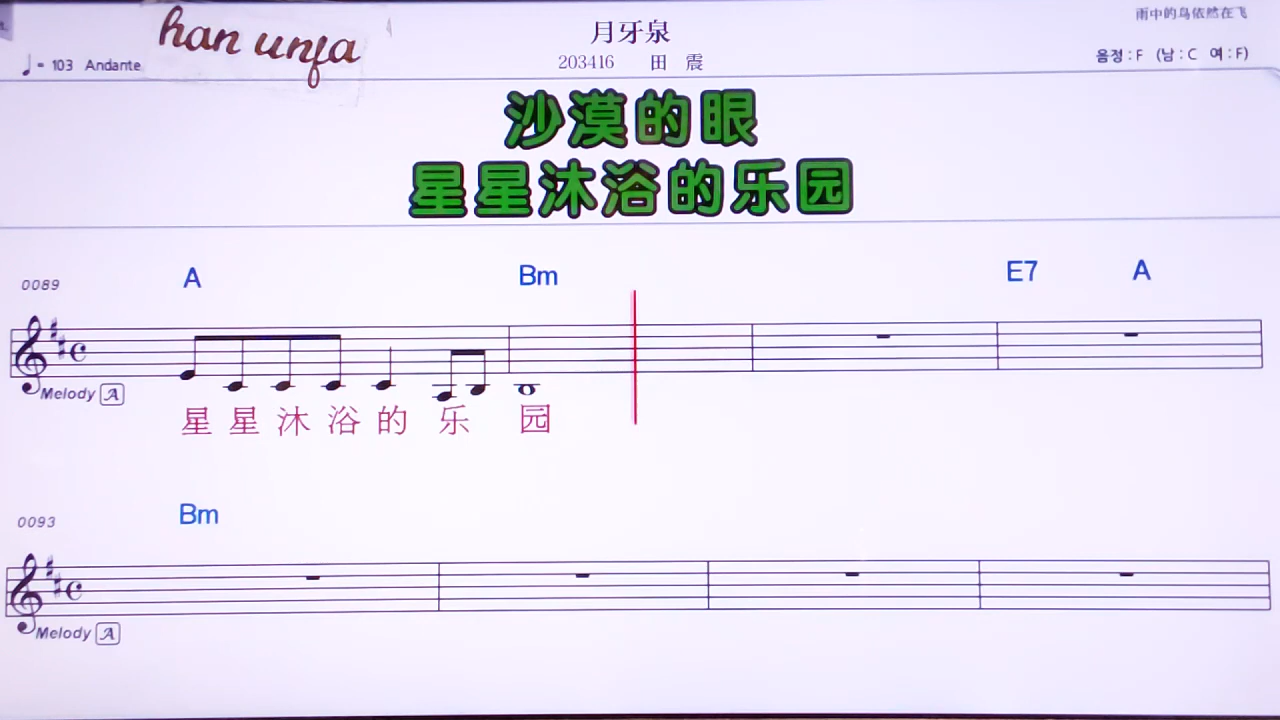 han unfa
月牙泉
雨中的鸟依然在飞
♩= 103 Andante
203416 田 震
음정 : F (남 : C 여 : F)
沙漠的眼
星星沐浴的乐园
0089 A Bm E7 A
Melody A
星 星 沐 浴 的 乐 园
0093 Bm
Melody A